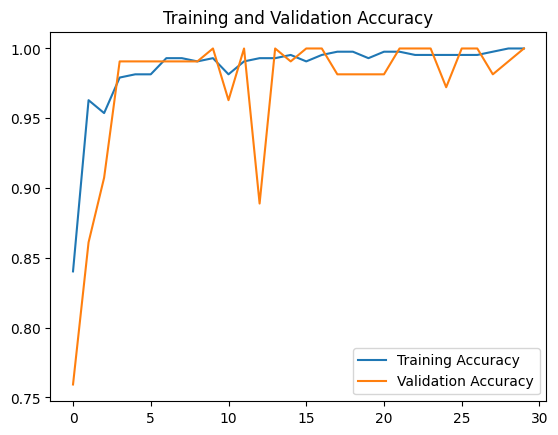 Training and Validation Accuracy
1.00
0.95
0.90
0.85
0.80
0.75
Training Accuracy
Validation Accuracy
0 5 10 15 20 25 30